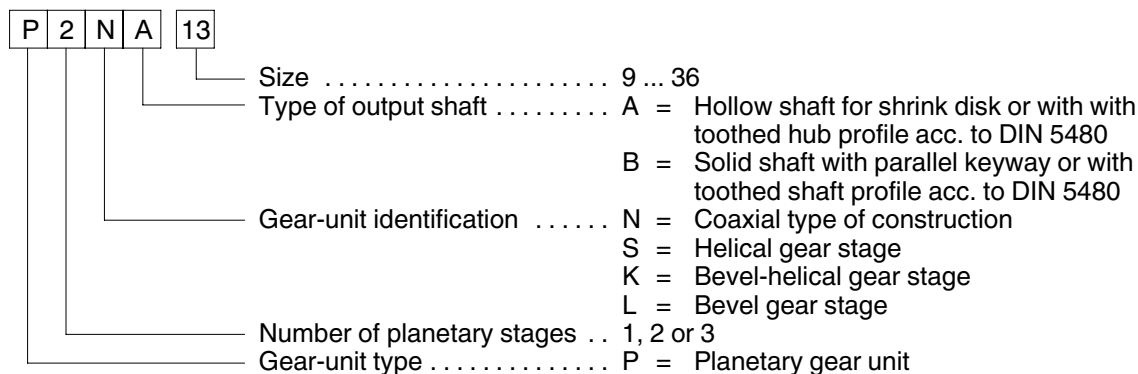 P 2 N A 13
Size . . . . . . . . . . . . . . . . . . . . . . 9 ... 36
Type of output shaft . . . . . . . . . A = Hollow shaft for shrink disk or with with
toothed hub profile acc. to DIN 5480
B = Solid shaft with parallel keyway or with
toothed shaft profile acc. to DIN 5480
Gear-unit identification . . . . . . N = Coaxial type of construction
S = Helical gear stage
K = Bevel-helical gear stage
L = Bevel gear stage
Number of planetary stages . . 1, 2 or 3
Gear-unit type . . . . . . . . . . . . . . P = Planetary gear unit